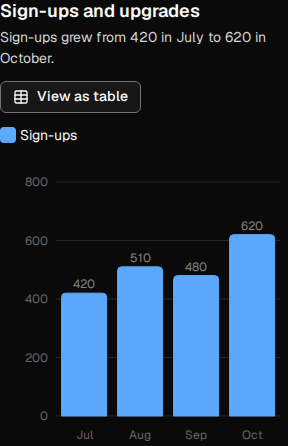 Sign-ups and upgrades
Sign-ups grew from 420 in July to 620 in
October.
View as table
Sign-ups
800
600
400
200
0
420
510
480
620
Jul
Aug
Sep
Oct